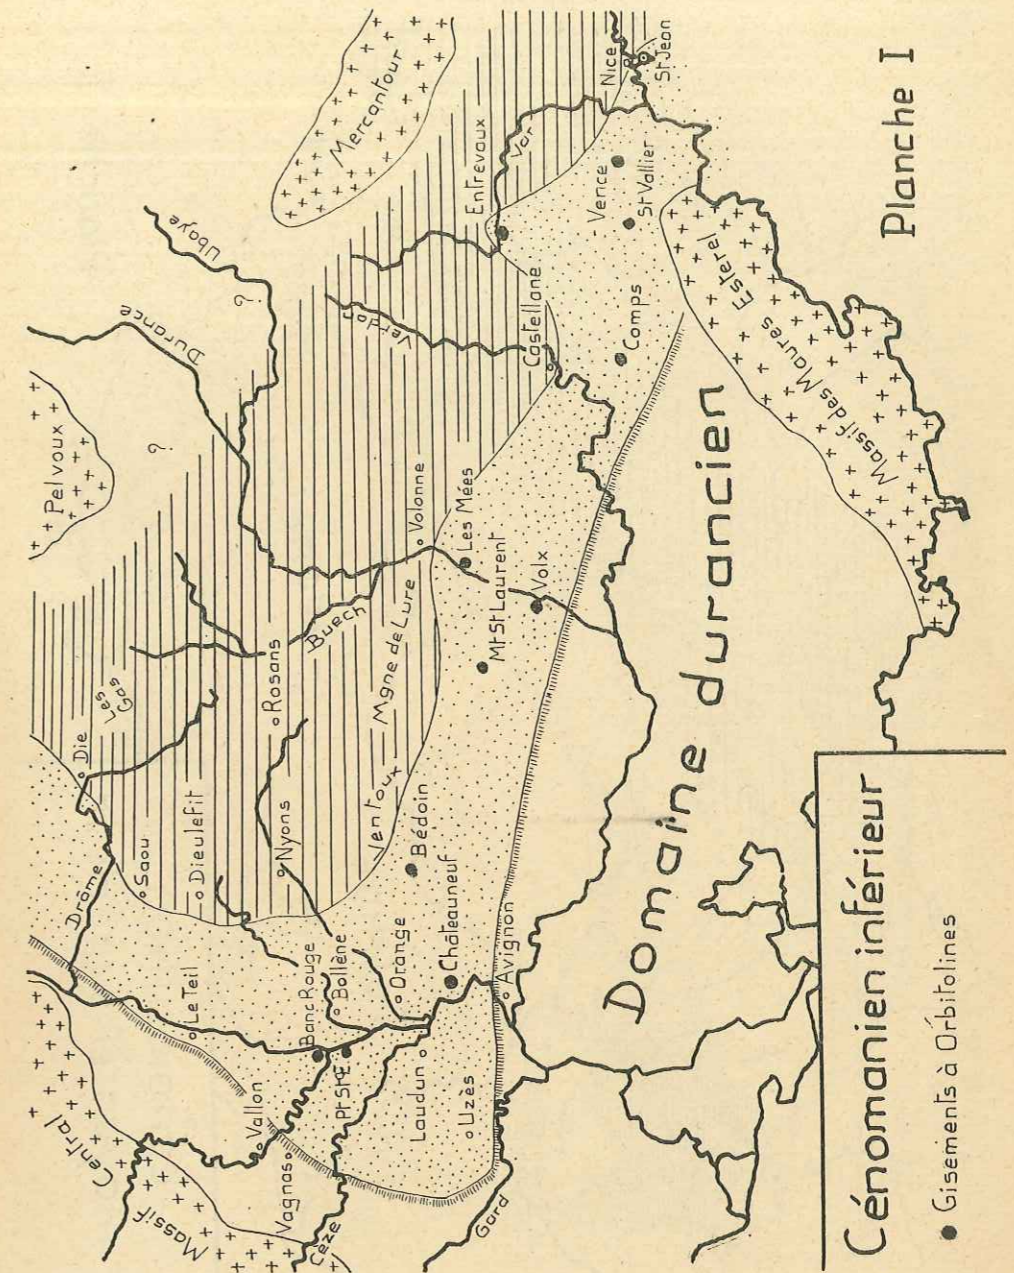 Planche I
Mercantour
Pelvoux
Ubaye
Durance
?
?
Nice
St Jean
Var
Entrevaux
Vence
St Vallier
Verdon
Castellane
Comps
Massif des Maures Esterel
Volonne
Les Mées
Mt St Laurent
Volx
Buech
Mgne de Lure
Rosans
Les Gas
Die
Saou
Dieulefit
Nyons
Ventoux
Bédoin
Drôme
Le Teil
Banc Rouge
Bollène
Orange
Châteauneuf
Avignon
Pt St E
Laudun
Uzès
Vallon
Vagnas
Massif Central
Cèze
Gard
Domaine durancien
Cénomanien inférieur
Gisements à Orbitolines